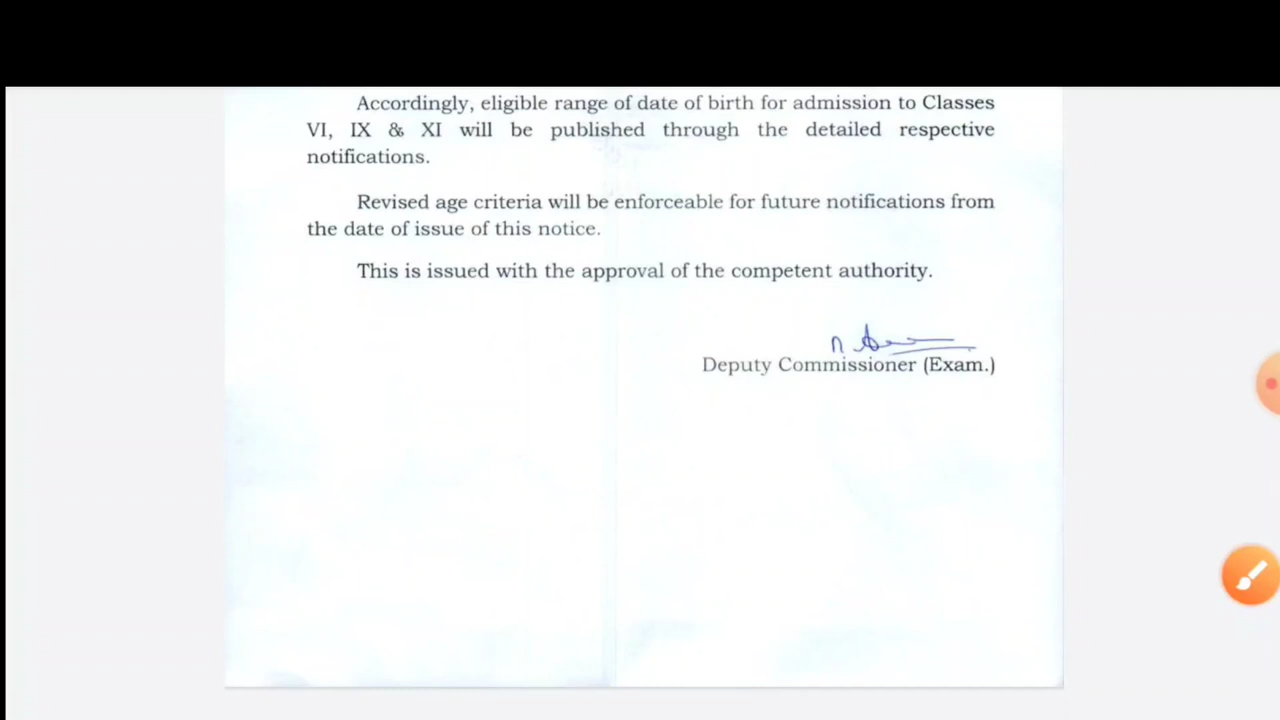 Accordingly, eligible range of date of birth for admission to Classes
VI, IX & XI will be published through the detailed respective
notifications.
Revised age criteria will be enforceable for future notifications from
the date of issue of this notice.
This is issued with the approval of the competent authority.
Deputy Commissioner (Exam.)